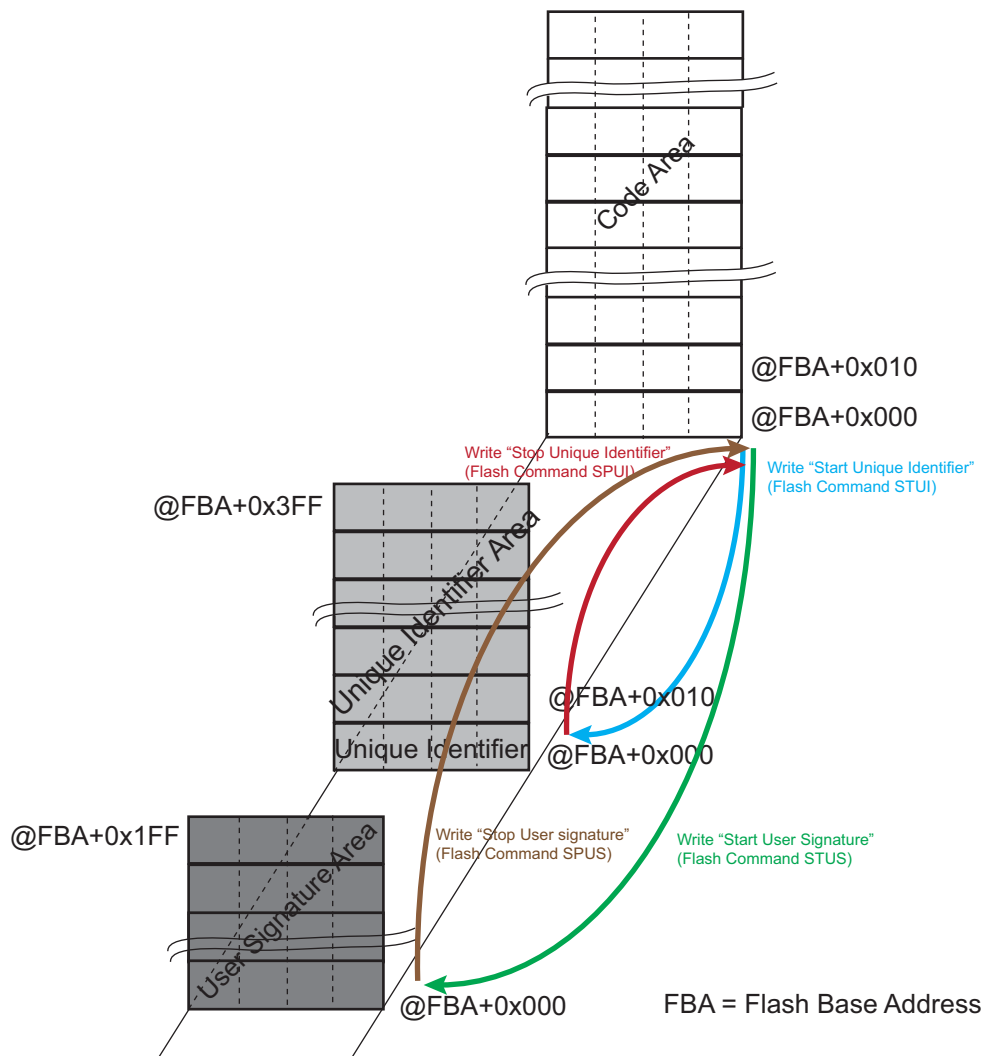 Code Area
@FBA+0x010
@FBA+0x000
Write “Stop Unique Identifier”
(Flash Command SPUI)
Write “Start Unique Identifier”
(Flash Command STUI)
@FBA+0x3FF
Unique Identifier Area
@FBA+0x010
Unique Identifier
@FBA+0x000
@FBA+0x1FF
User Signature Area
Write “Stop User signature”
(Flash Command SPUS)
Write “Start User Signature”
(Flash Command STUS)
@FBA+0x000
FBA = Flash Base Address